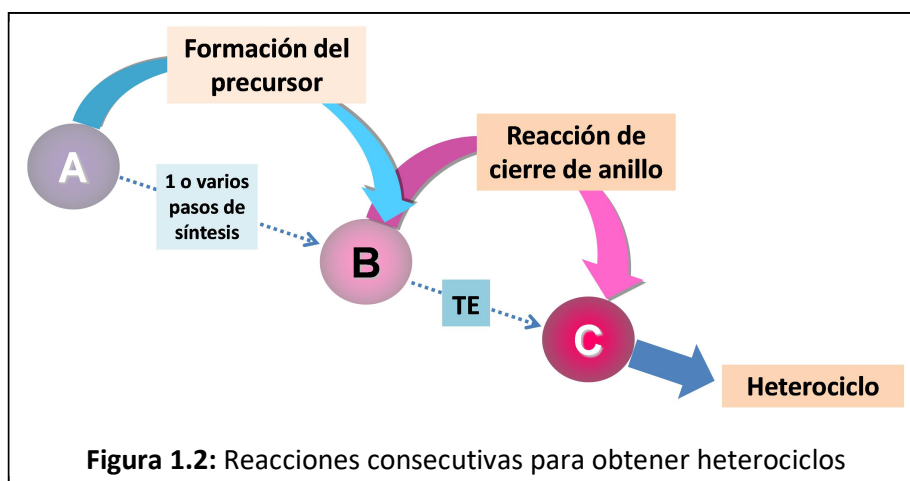 Formación del
precursor
A
1 o varios
pasos de
síntesis
Reacción de
cierre de anillo
B
TE
C
Heterociclo
Figura 1.2: Reacciones consecutivas para obtener heterociclos